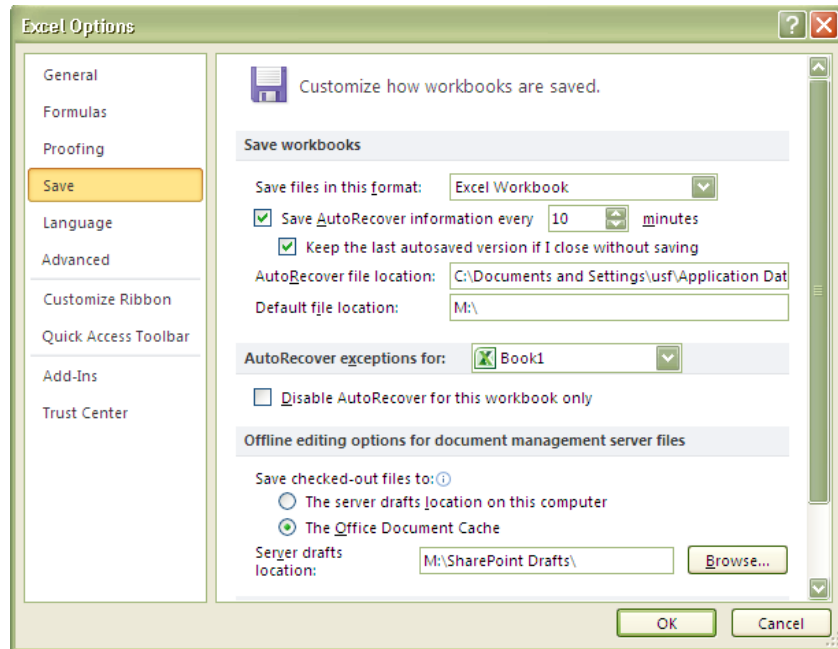 Excel Options
General
Formulas
Proofing
Save
Language
Advanced
Customize Ribbon
Quick Access Toolbar
Add-Ins
Trust Center
Customize how workbooks are saved.
Save workbooks
Save files in this format: Excel Workbook
Save AutoRecover information every 10 minutes
Keep the last autosaved version if I close without saving
AutoRecover file location: C:\Documents and Settings\usf\Application Dat
Default file location: M:\
AutoRecover exceptions for: Book1
Disable AutoRecover for this workbook only
Offline editing options for document management server files
Save checked-out files to:
The server drafts location on this computer
The Office Document Cache
Server drafts
location: M:\SharePoint Drafts\ Browse...
OK Cancel